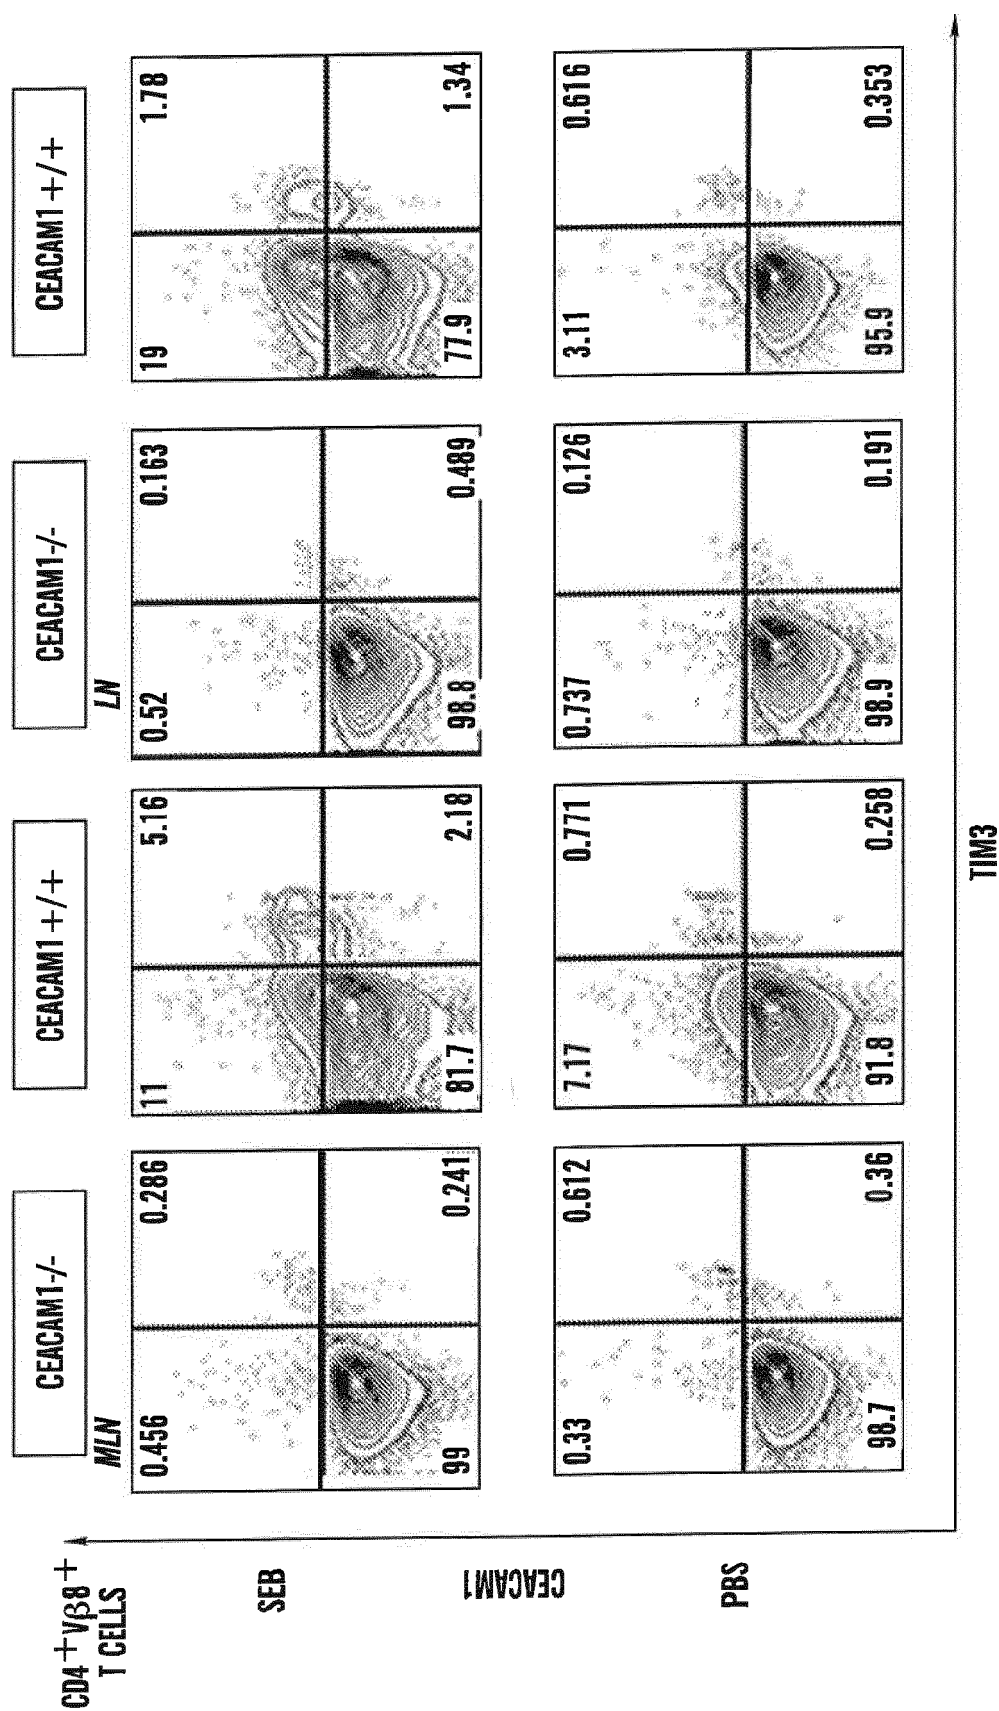 CD4+Vβ8+
T CELLS
CEACAM1-/-
CEACAM1+/+
CEACAM1-/-
CEACAM1+/+
MLN
LN
SEB
0.456
0.286
99
0.241
11
5.16
81.7
2.18
0.52
0.163
98.8
0.489
19
1.78
77.9
1.34
CEACAM1
PBS
0.33
0.612
98.7
0.36
7.17
0.771
91.8
0.258
0.737
0.126
98.9
0.191
3.11
0.616
95.9
0.353
TIM3